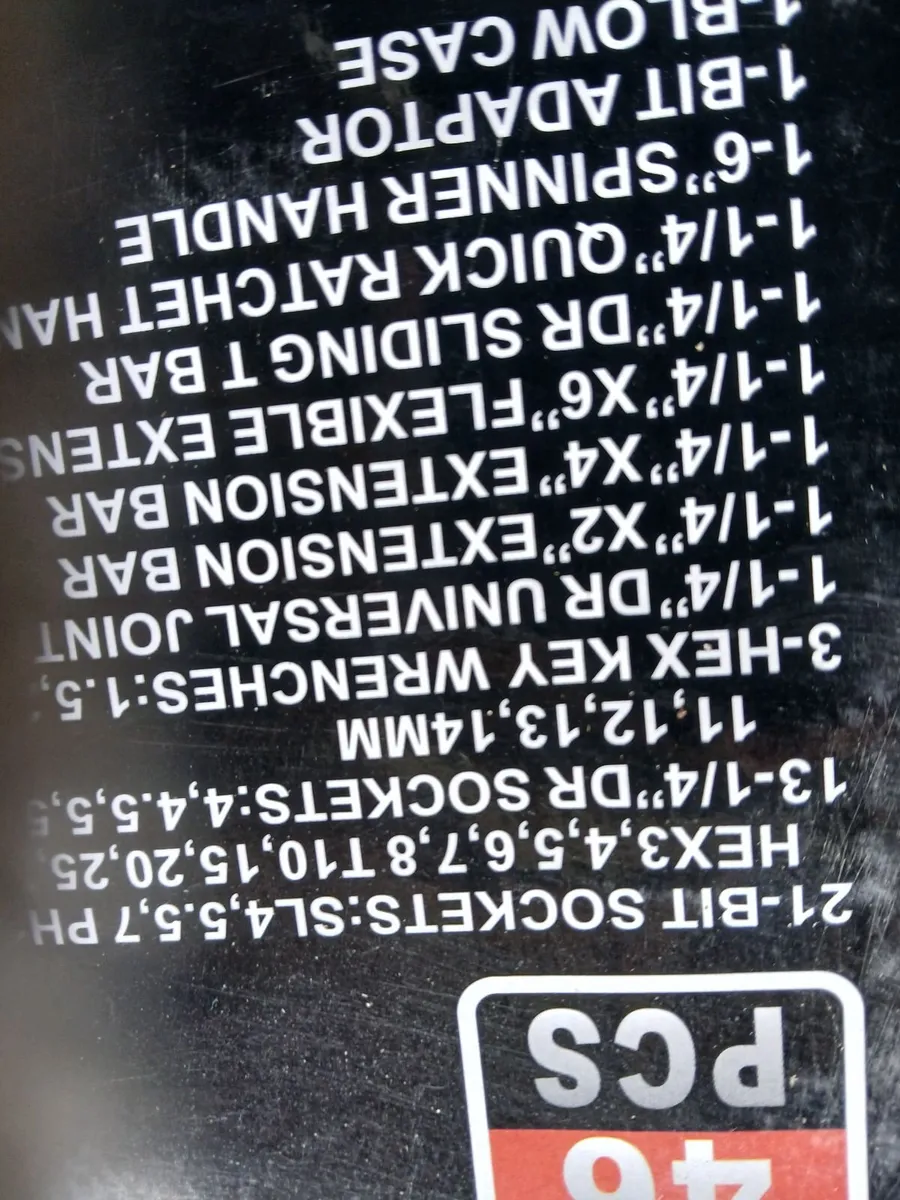 46
PCS
21-BIT SOCKETS:SL4,5.5,7 PH
HEX3,4,5,6,7,8 T10,15,20,25,
13-1/4"DR SOCKETS:4,4.5,5,5
11,12,13,14MM
3-HEX KEY WRENCHES:1.5,
1-1/4"DR UNIVERSAL JOINT
1-1/4"X2"EXTENSION BAR
1-1/4"X4"EXTENSION BAR
1-1/4"X6"FLEXIBLE EXTENS
1-1/4"DR SLIDING T BAR
1-1/4"QUICK RATCHET HAN
1-6"SPINNER HANDLE
1-BIT ADAPTOR
1-BLOW CASE